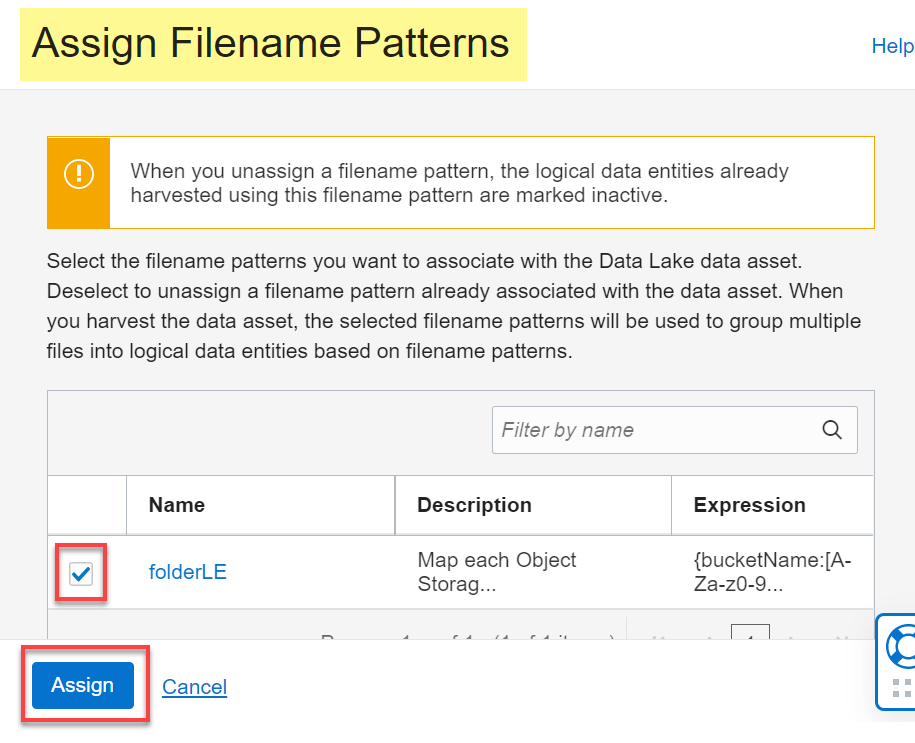 Assign Filename Patterns
Help
When you unassign a filename pattern, the logical data entities already
harvested using this filename pattern are marked inactive.
Select the filename patterns you want to associate with the Data Lake data asset.
Deselect to unassign a filename pattern already associated with the data asset. When
you harvest the data asset, the selected filename patterns will be used to group multiple
files into logical data entities based on filename patterns.
Filter by name
Name Description Expression
folderLE Map each Object {bucketName:[A-
Storag... Za-z0-9...
Assign Cancel